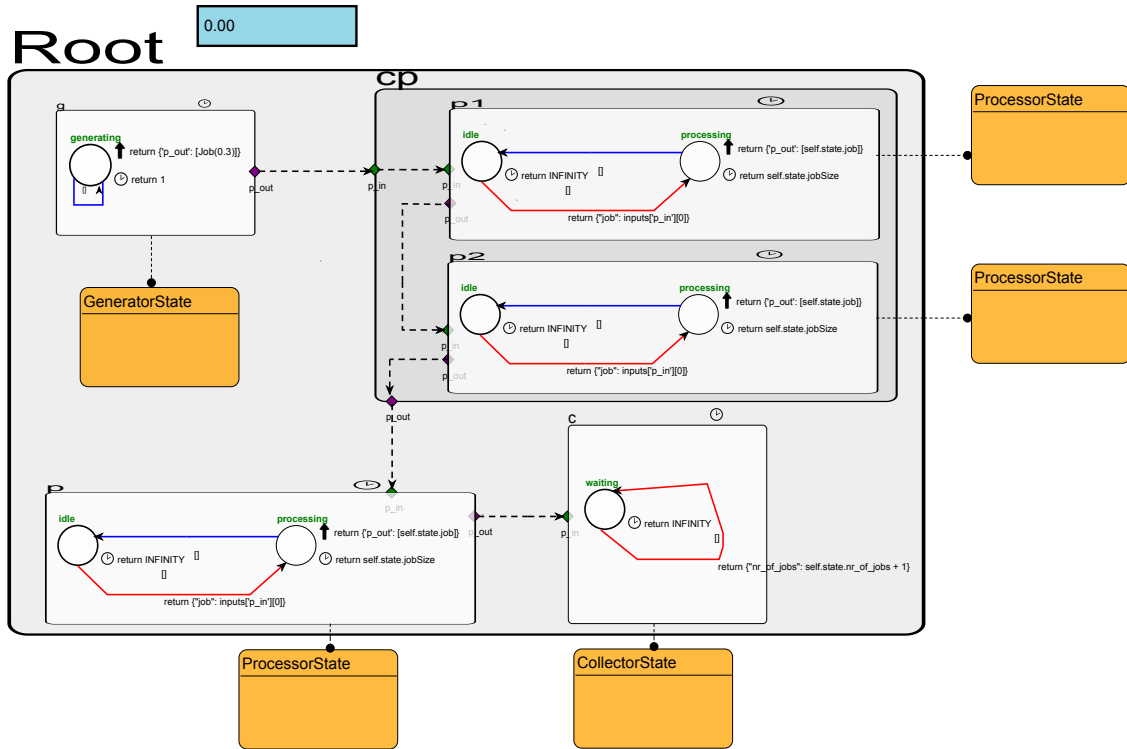 0.00
Root
cp
ProcessorState
g
p1
generating
return {'p_out': [Job(0.3)]}
return 1
[]
p_out
p_in
idle
processing
return {'p_out': [self.state.job]}
return INFINITY
[]
return self.state.jobSize
[]
p_in
p_out
return {"job": inputs['p_in'][0]}
p2
ProcessorState
GeneratorState
idle
processing
return {'p_out': [self.state.job]}
return INFINITY
[]
return self.state.jobSize
[]
p_in
p_out
return {"job": inputs['p_in'][0]}
p_out
c
p
p_in
waiting
return INFINITY
[]
return {"nr_of_jobs": self.state.nr_of_jobs + 1}
idle
processing
return {'p_out': [self.state.job]}
return INFINITY
[]
return self.state.jobSize
[]
p_out
p_in
return {"job": inputs['p_in'][0]}
ProcessorState
CollectorState